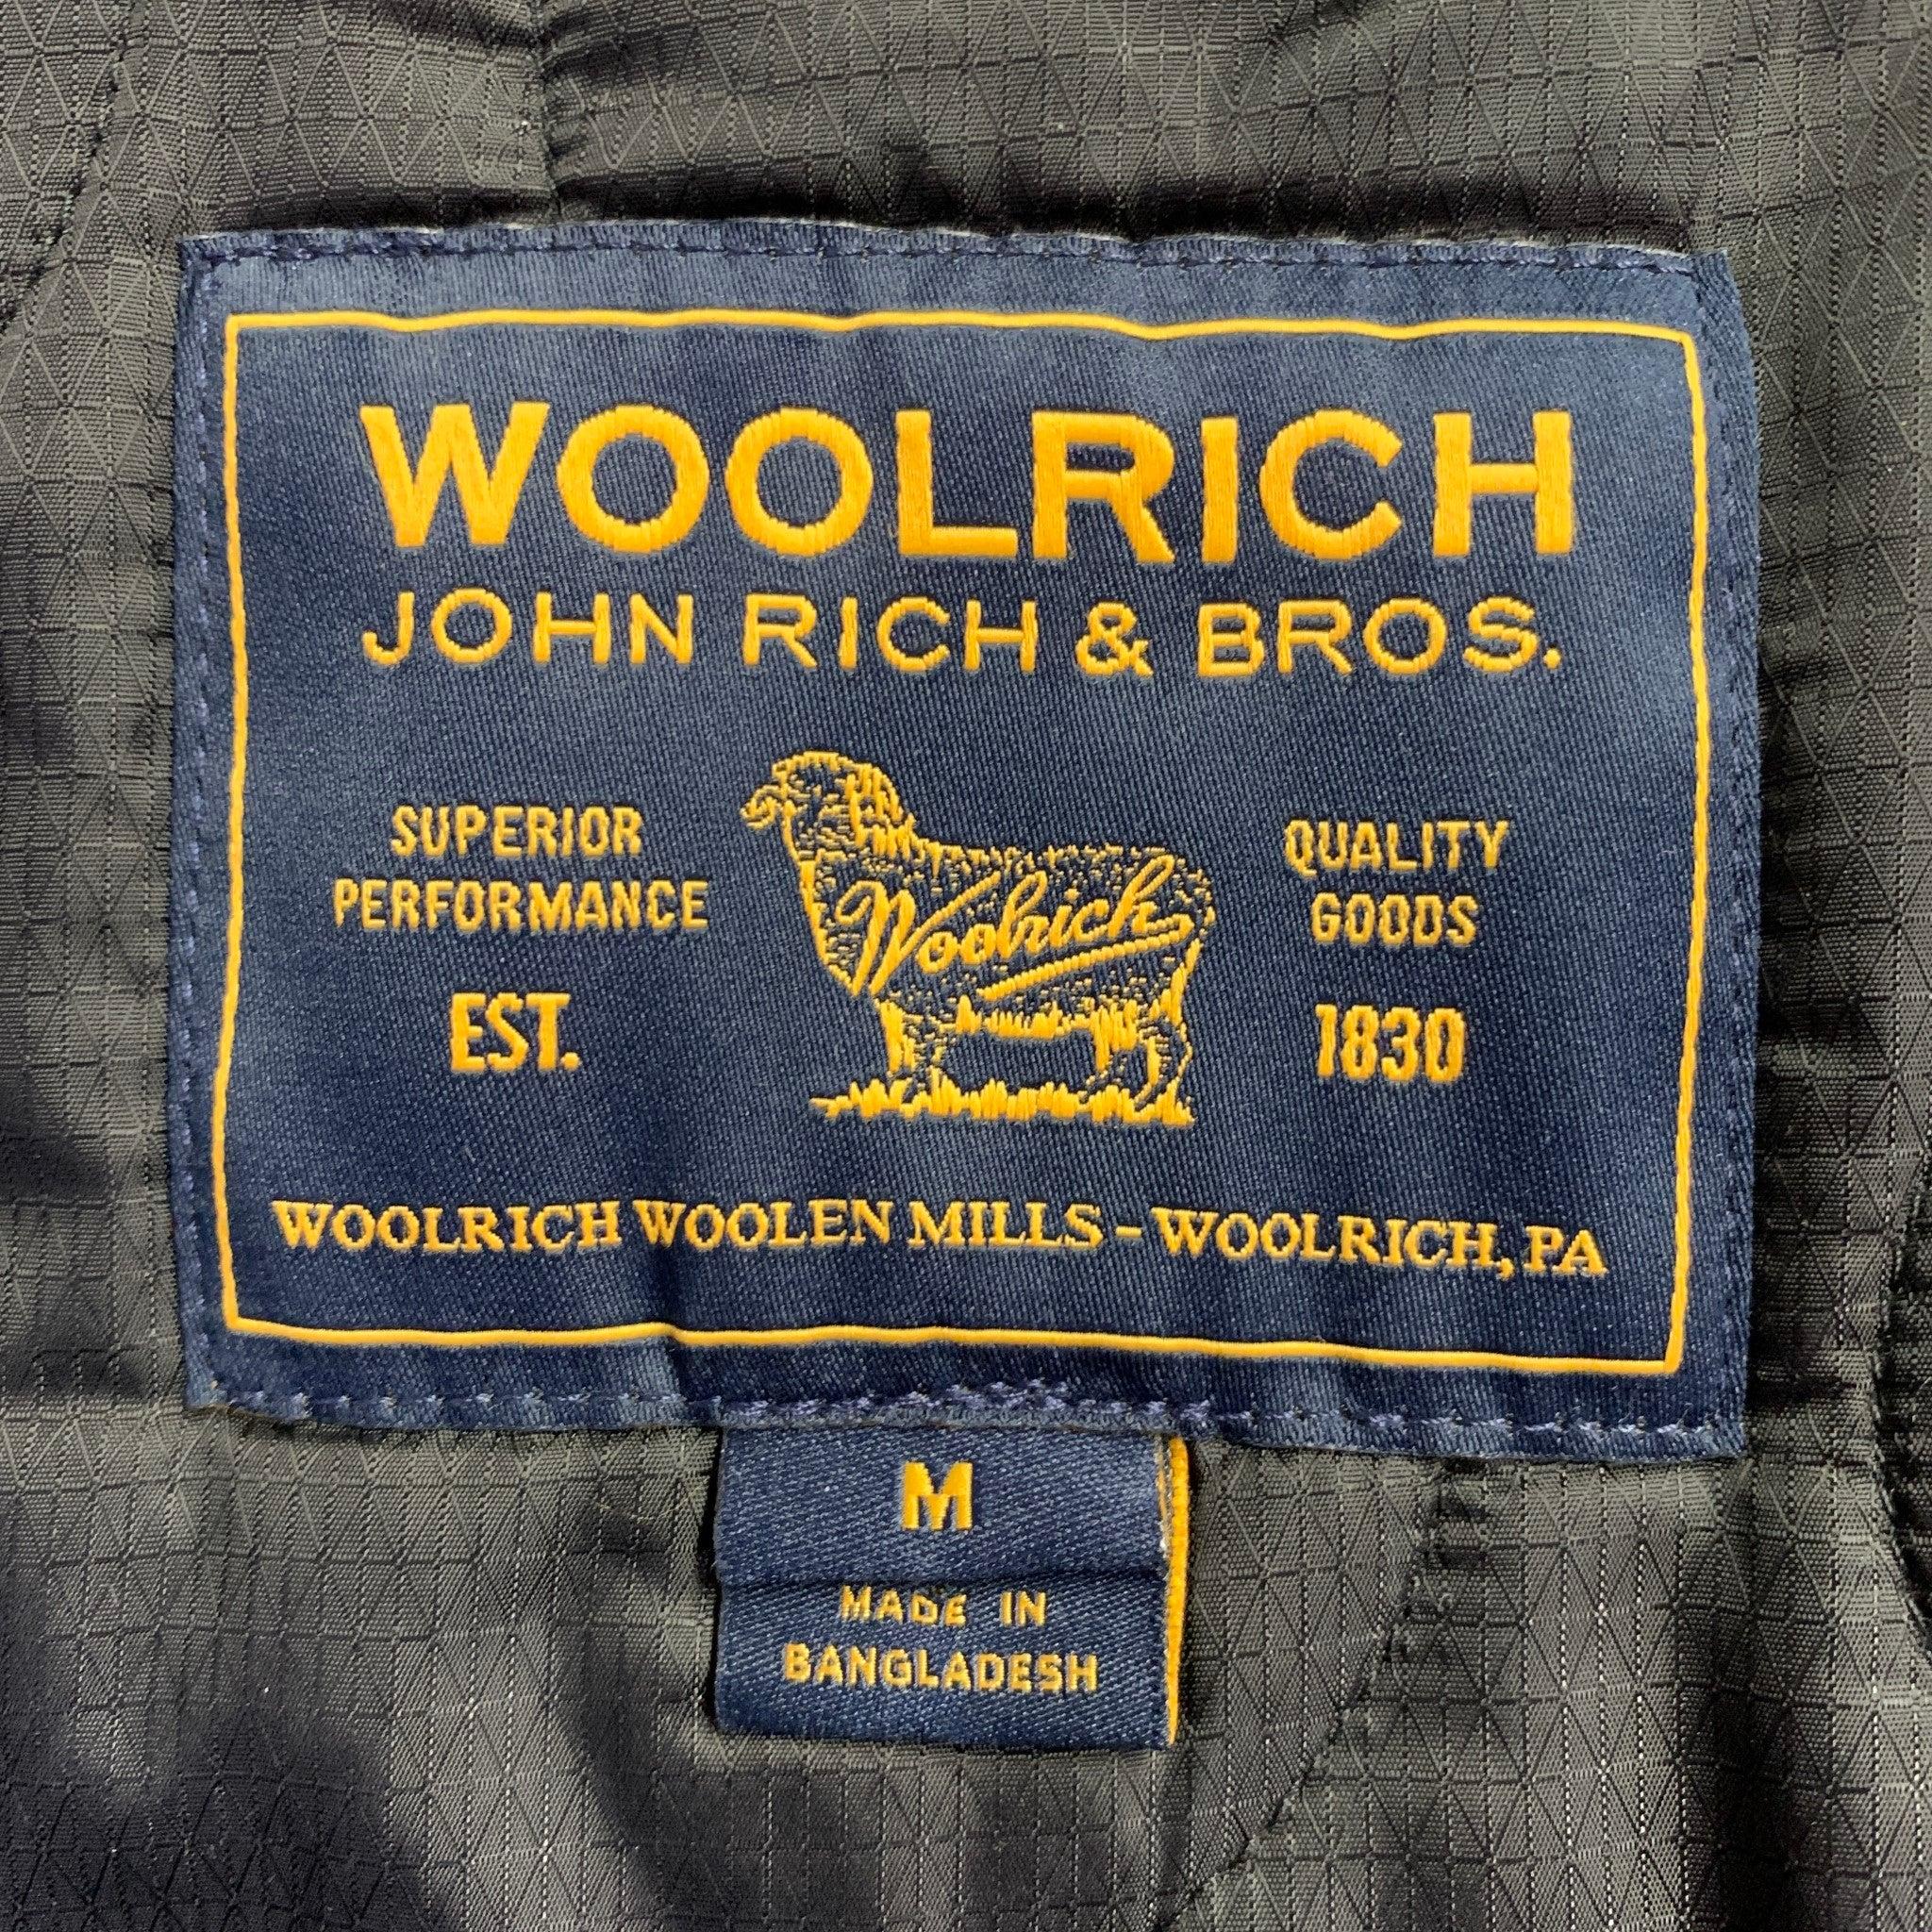 WOOLRICH
JOHN RICH & BROS.
SUPERIOR
PERFORMANCE
EST.
Woolrich
QUALITY
GOODS
1830
WOOLRICH WOOLEN MILLS - WOOLRICH, PA
M
MADE IN
BANGLADESH